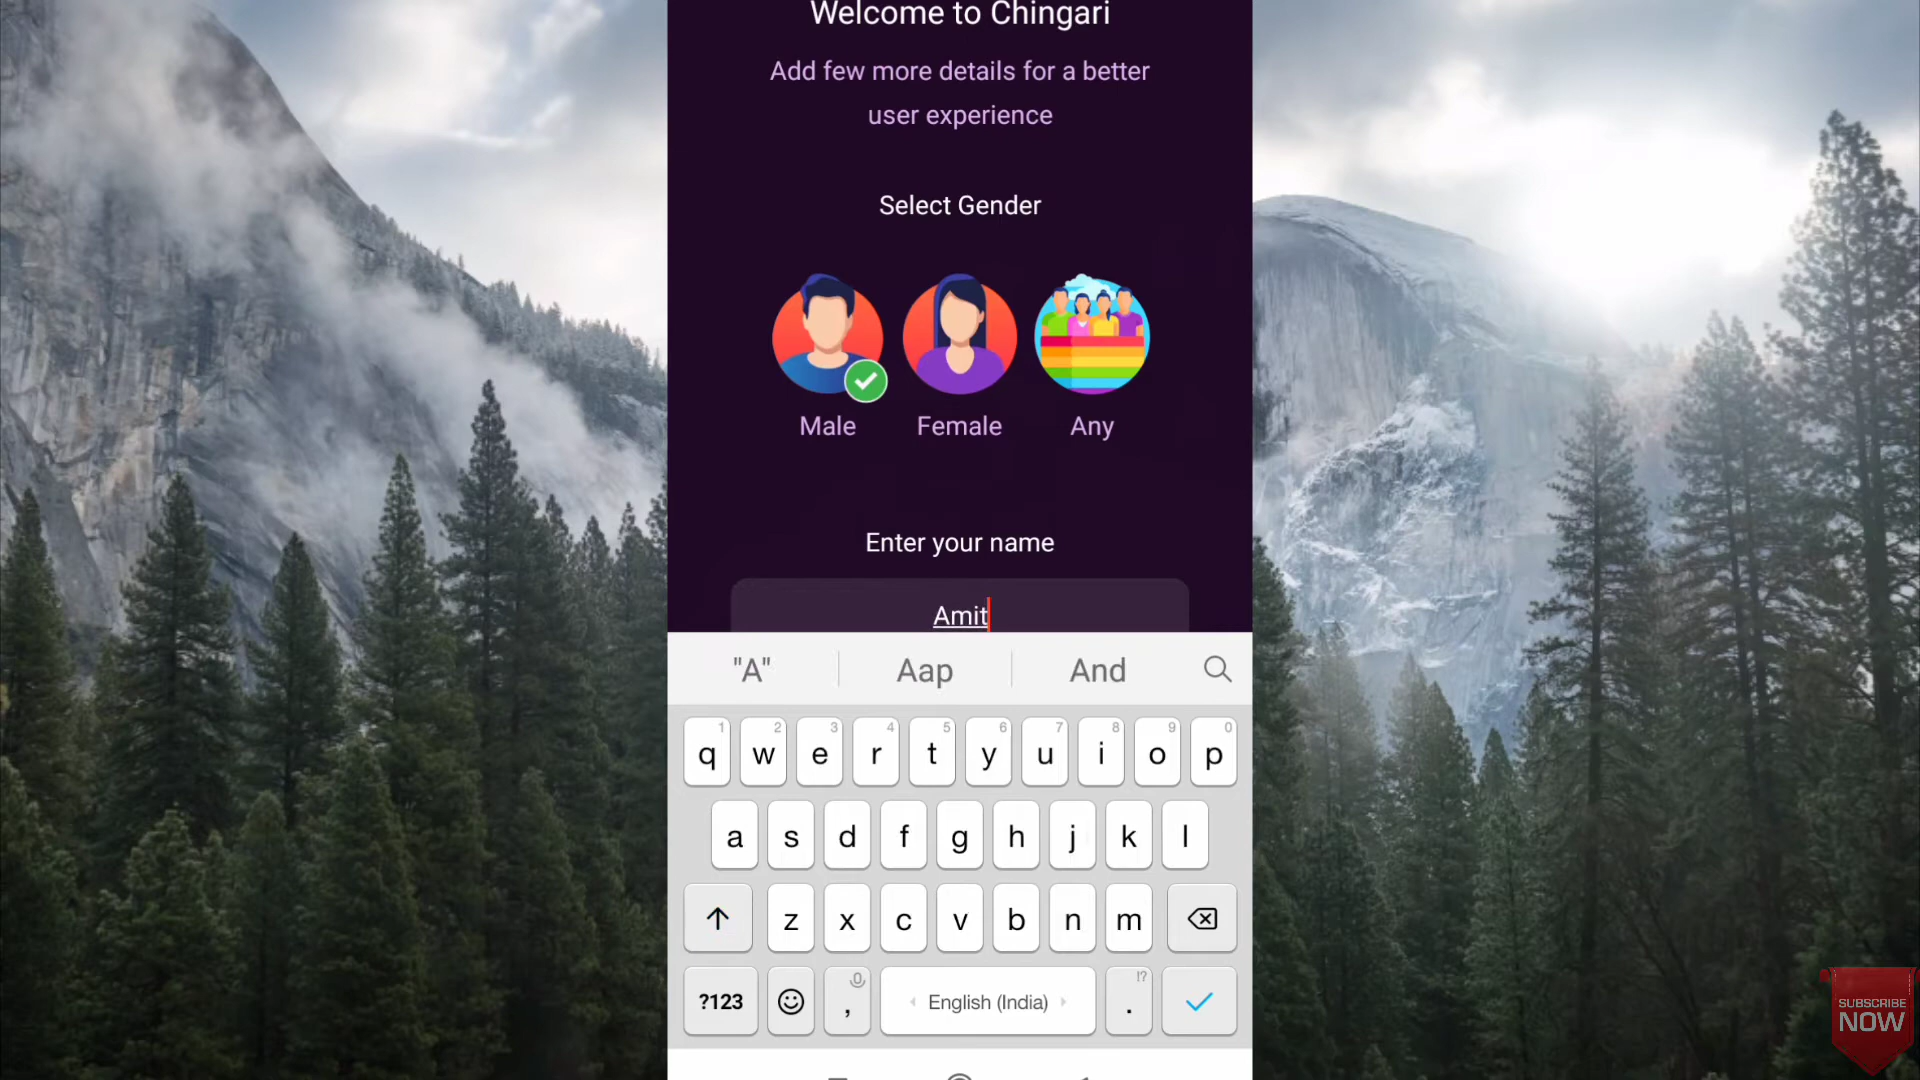 Welcome to Chingari
Add few more details for a better
user experience
Select Gender
Male Female Any
Enter your name
Amit
"A" Aap And
1 2 3 4 5 6 7 8 9 0
q w e r t y u i o p
a s d f g h j k l
z x c v b n m
?123 , English (India) !? .
SUBSCRIBE
NOW